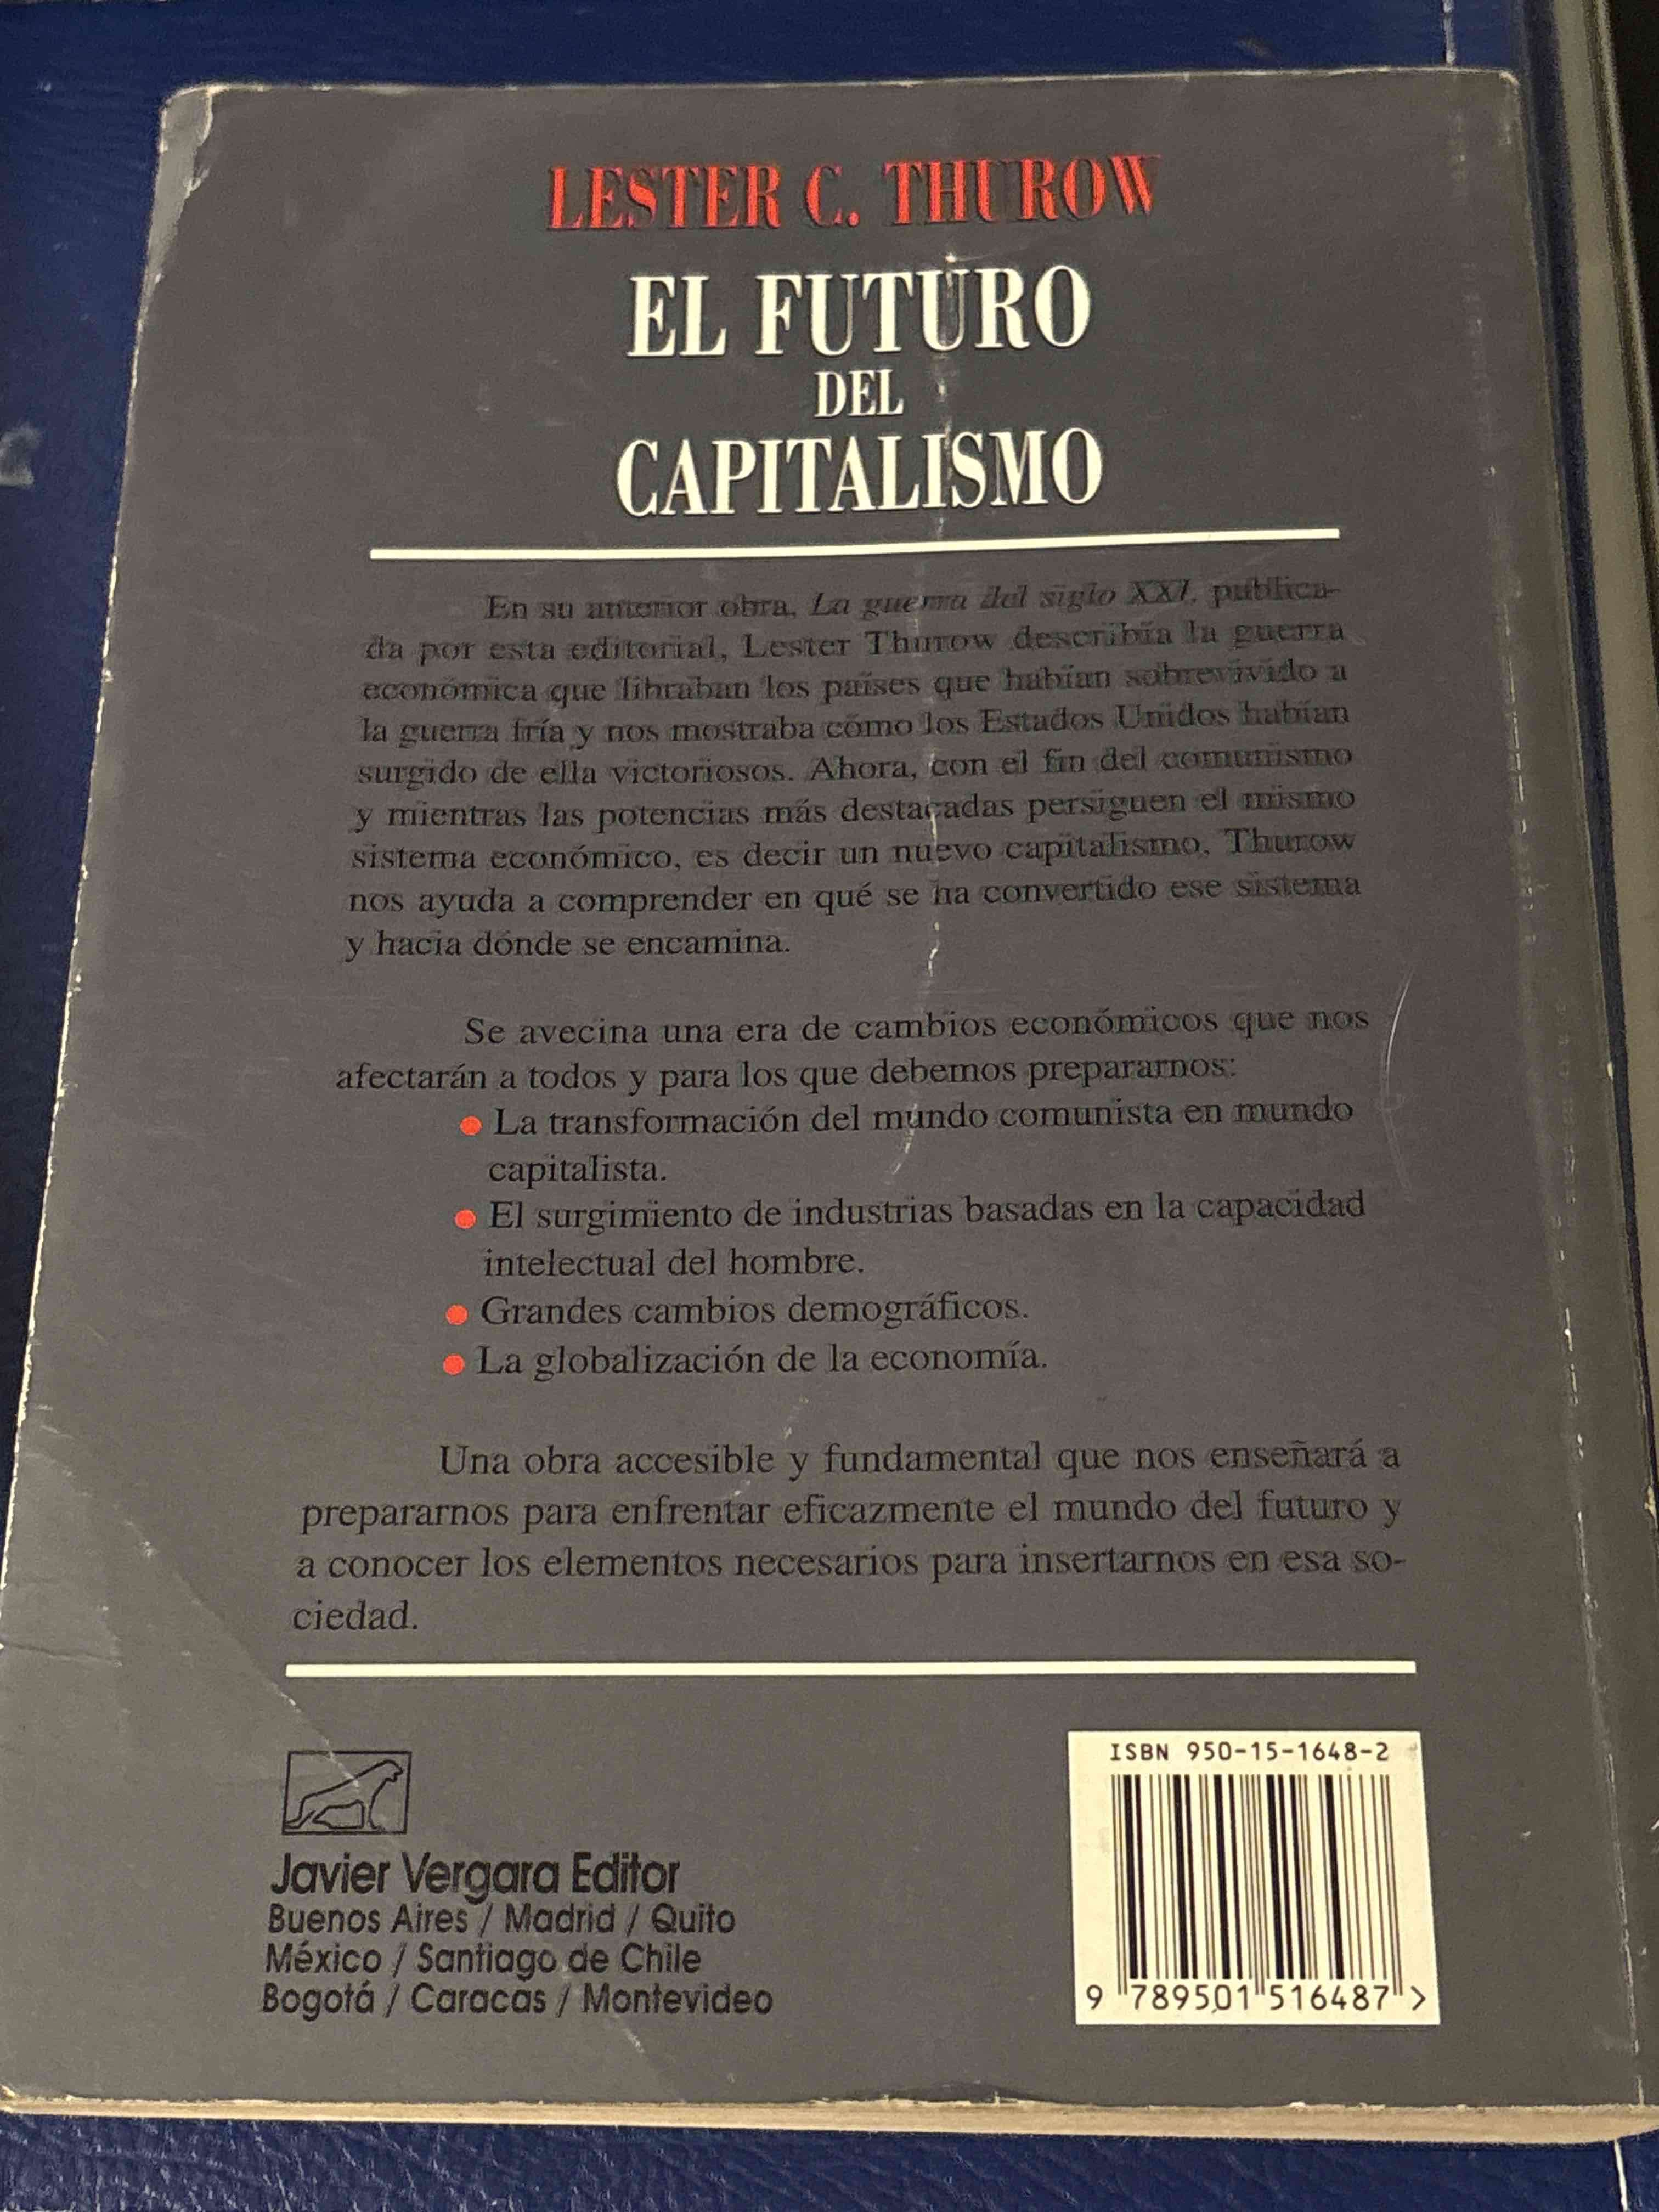 LESTER C. THUROW
EL FUTURO
DEL
CAPITALISMO
En su anterior obra, La guerra del siglo XXI, publica-
da por esta editorial, Lester Thurow describía la guerra
económica que libraban los países que habían sobrevivido a
la guerra fría y nos mostraba cómo los Estados Unidos habían
surgido de ella victoriosos. Ahora, con el fin del comunismo
y mientras las potencias más destacadas persiguen el mismo
sistema económico, es decir un nuevo capitalismo, Thurow
nos ayuda a comprender en qué se ha convertido ese sistema
y hacia dónde se encamina.
Se avecina una era de cambios económicos que nos
afectarán a todos y para los que debemos prepararnos:
● La transformación del mundo comunista en mundo
capitalista.
● El surgimiento de industrias basadas en la capacidad
intelectual del hombre.
● Grandes cambios demográficos.
● La globalización de la economía.
Una obra accesible y fundamental que nos enseñará a
prepararnos para enfrentar eficazmente el mundo del futuro y
a conocer los elementos necesarios para insertarnos en esa so-
ciedad.
Javier Vergara Editor
Buenos Aires / Madrid / Quito
México / Santiago de Chile
Bogotá / Caracas / Montevideo
ISBN 950-15-1648-2
9 789501 516487 >